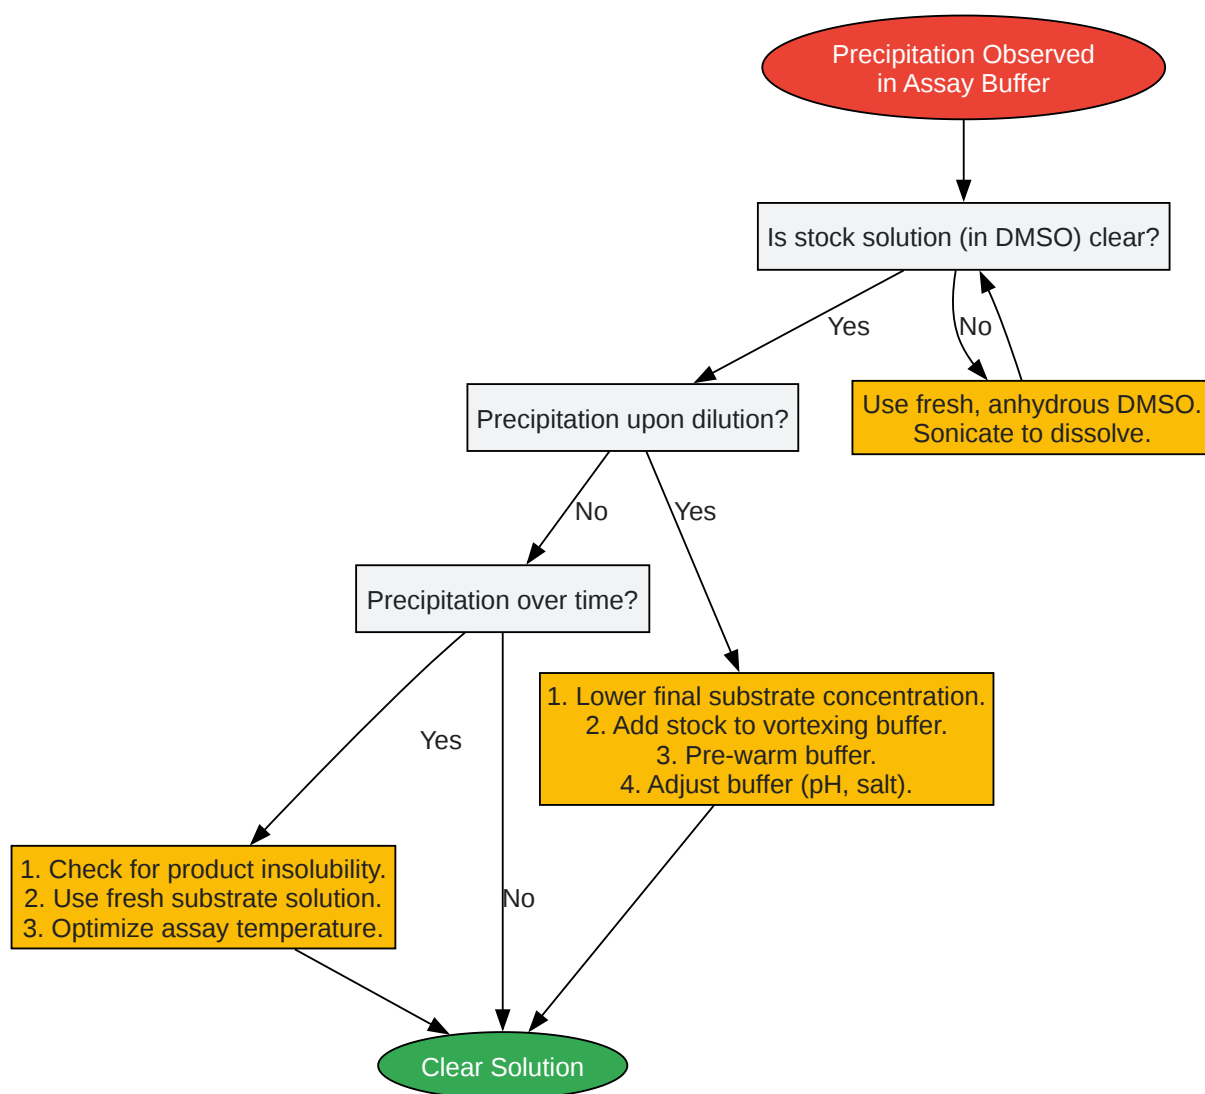 Precipitation Observed
in Assay Buffer
Is stock solution (in DMSO) clear?
Yes
No
Use fresh, anhydrous DMSO.
Sonicate to dissolve.
Precipitation upon dilution?
No
Yes
Precipitation over time?
1. Lower final substrate concentration.
2. Add stock to vortexing buffer.
3. Pre-warm buffer.
4. Adjust buffer (pH, salt).
Yes
No
1. Check for product insolubility.
2. Use fresh substrate solution.
3. Optimize assay temperature.
Clear Solution